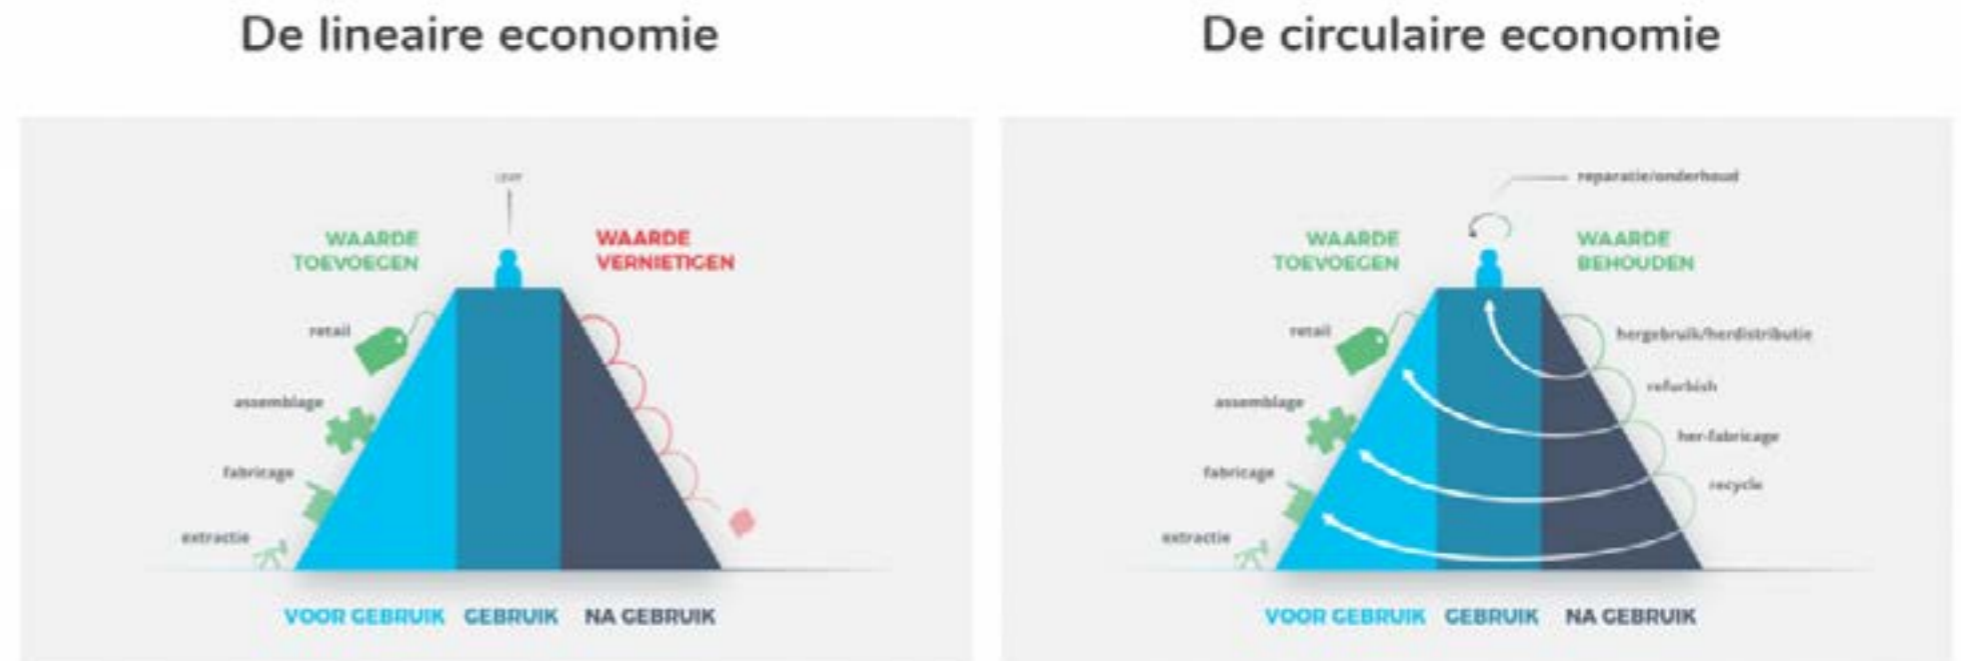 De lineaire economie
WAARDE
TOEVOEGEN
WAARDE
VERNIETIGEN
retail
assemblage
fabricage
extractie
VOOR GEBRUIK GEBRUIK NA GEBRUIK
De circulaire economie
reparatie/onderhoud
WAARDE
TOEVOEGEN
WAARDE
BEHOUDEN
retail
assemblage
fabricage
extractie
hergebruik/herdistributie
refurbish
her-fabricage
recycle
VOOR GEBRUIK GEBRUIK NA GEBRUIK